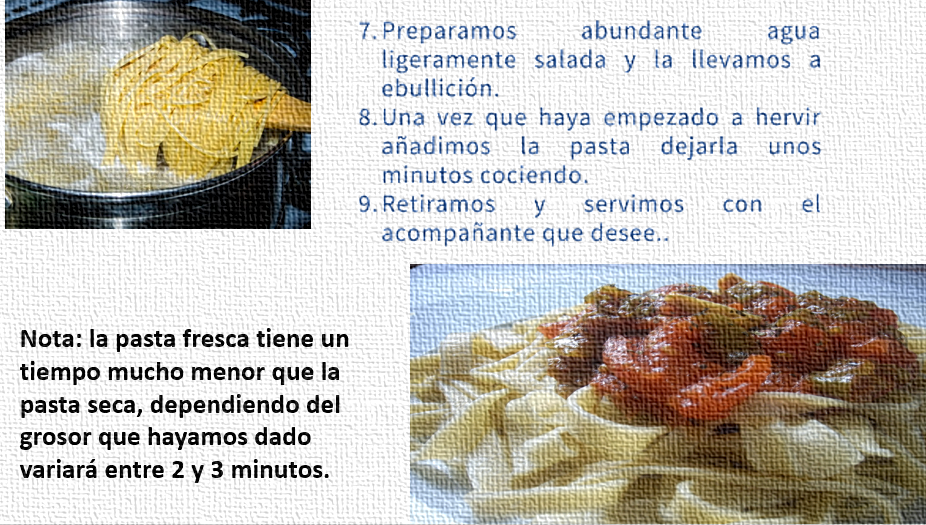 7. Preparamos abundante agua
ligeramente salada y la llevamos a
ebullición.
8. Una vez que haya empezado a hervir
añadimos la pasta dejarla unos
minutos cociendo.
9. Retiramos y servimos con el
acompañante que desee..
Nota: la pasta fresca tiene un
tiempo mucho menor que la
pasta seca, dependiendo del
grosor que hayamos dado
variará entre 2 y 3 minutos.